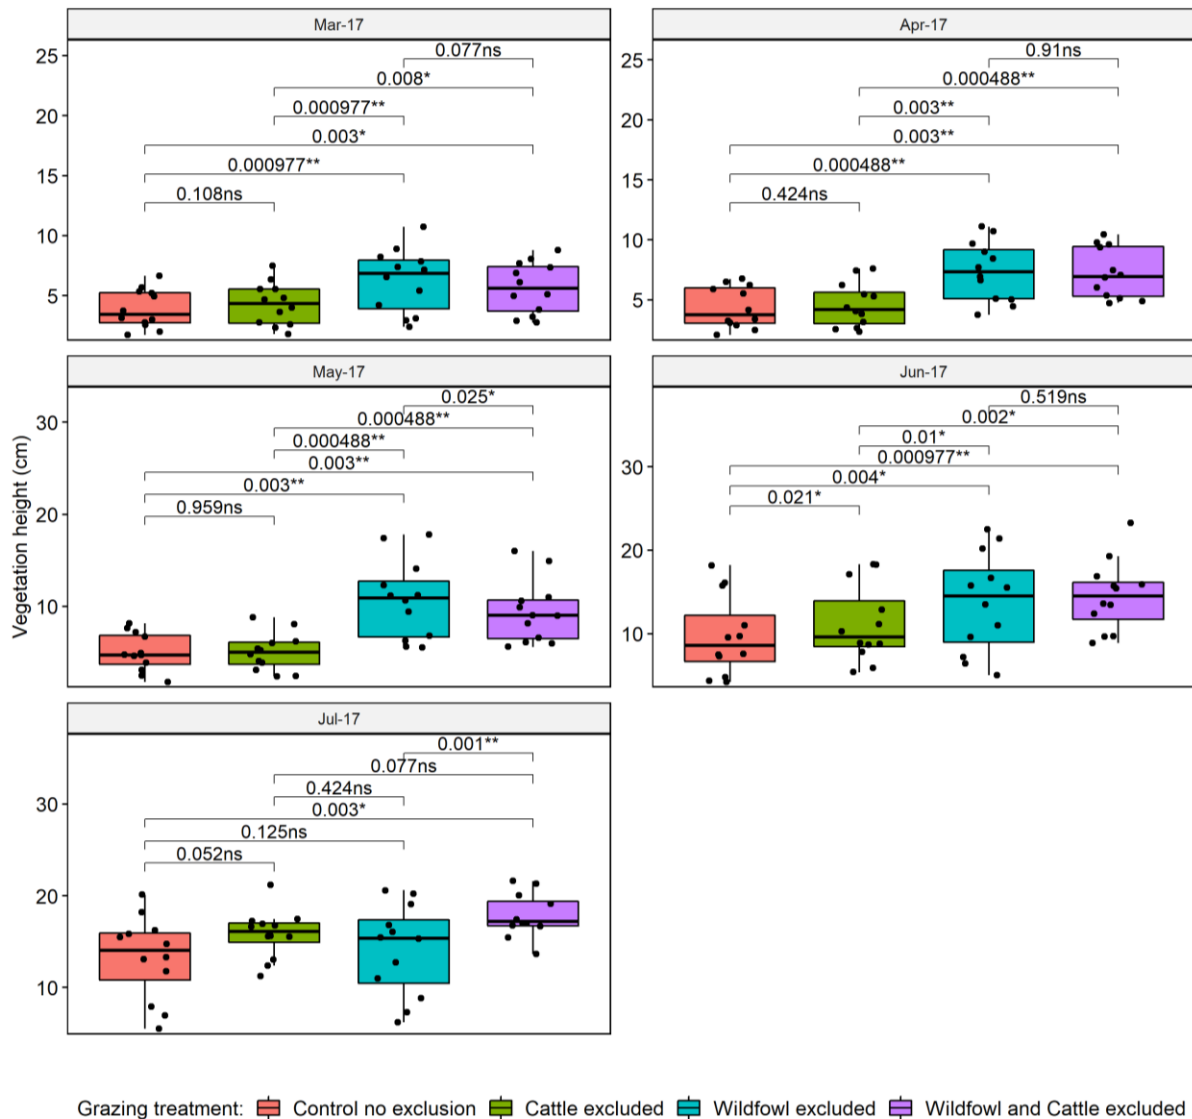 Mar-17
Apr-17
25
20
15
10
5
0.077ns
0.008*
0.000977**
0.003*
0.000977**
0.108ns
25
20
15
10
5
0.91ns
0.000488**
0.003**
0.003**
0.000488**
0.424ns
May-17
Jun-17
Vegetation height (cm)
30
20
10
0.025*
0.000488**
0.000488**
0.003**
0.003**
0.959ns
30
20
10
0.519ns
0.002*
0.01*
0.000977**
0.004*
0.021*
Jul-17
30
20
10
0.001**
0.077ns
0.424ns
0.003*
0.125ns
0.052ns
Grazing treatment: Control no exclusion Cattle excluded Wildfowl excluded Wildfowl and Cattle excluded